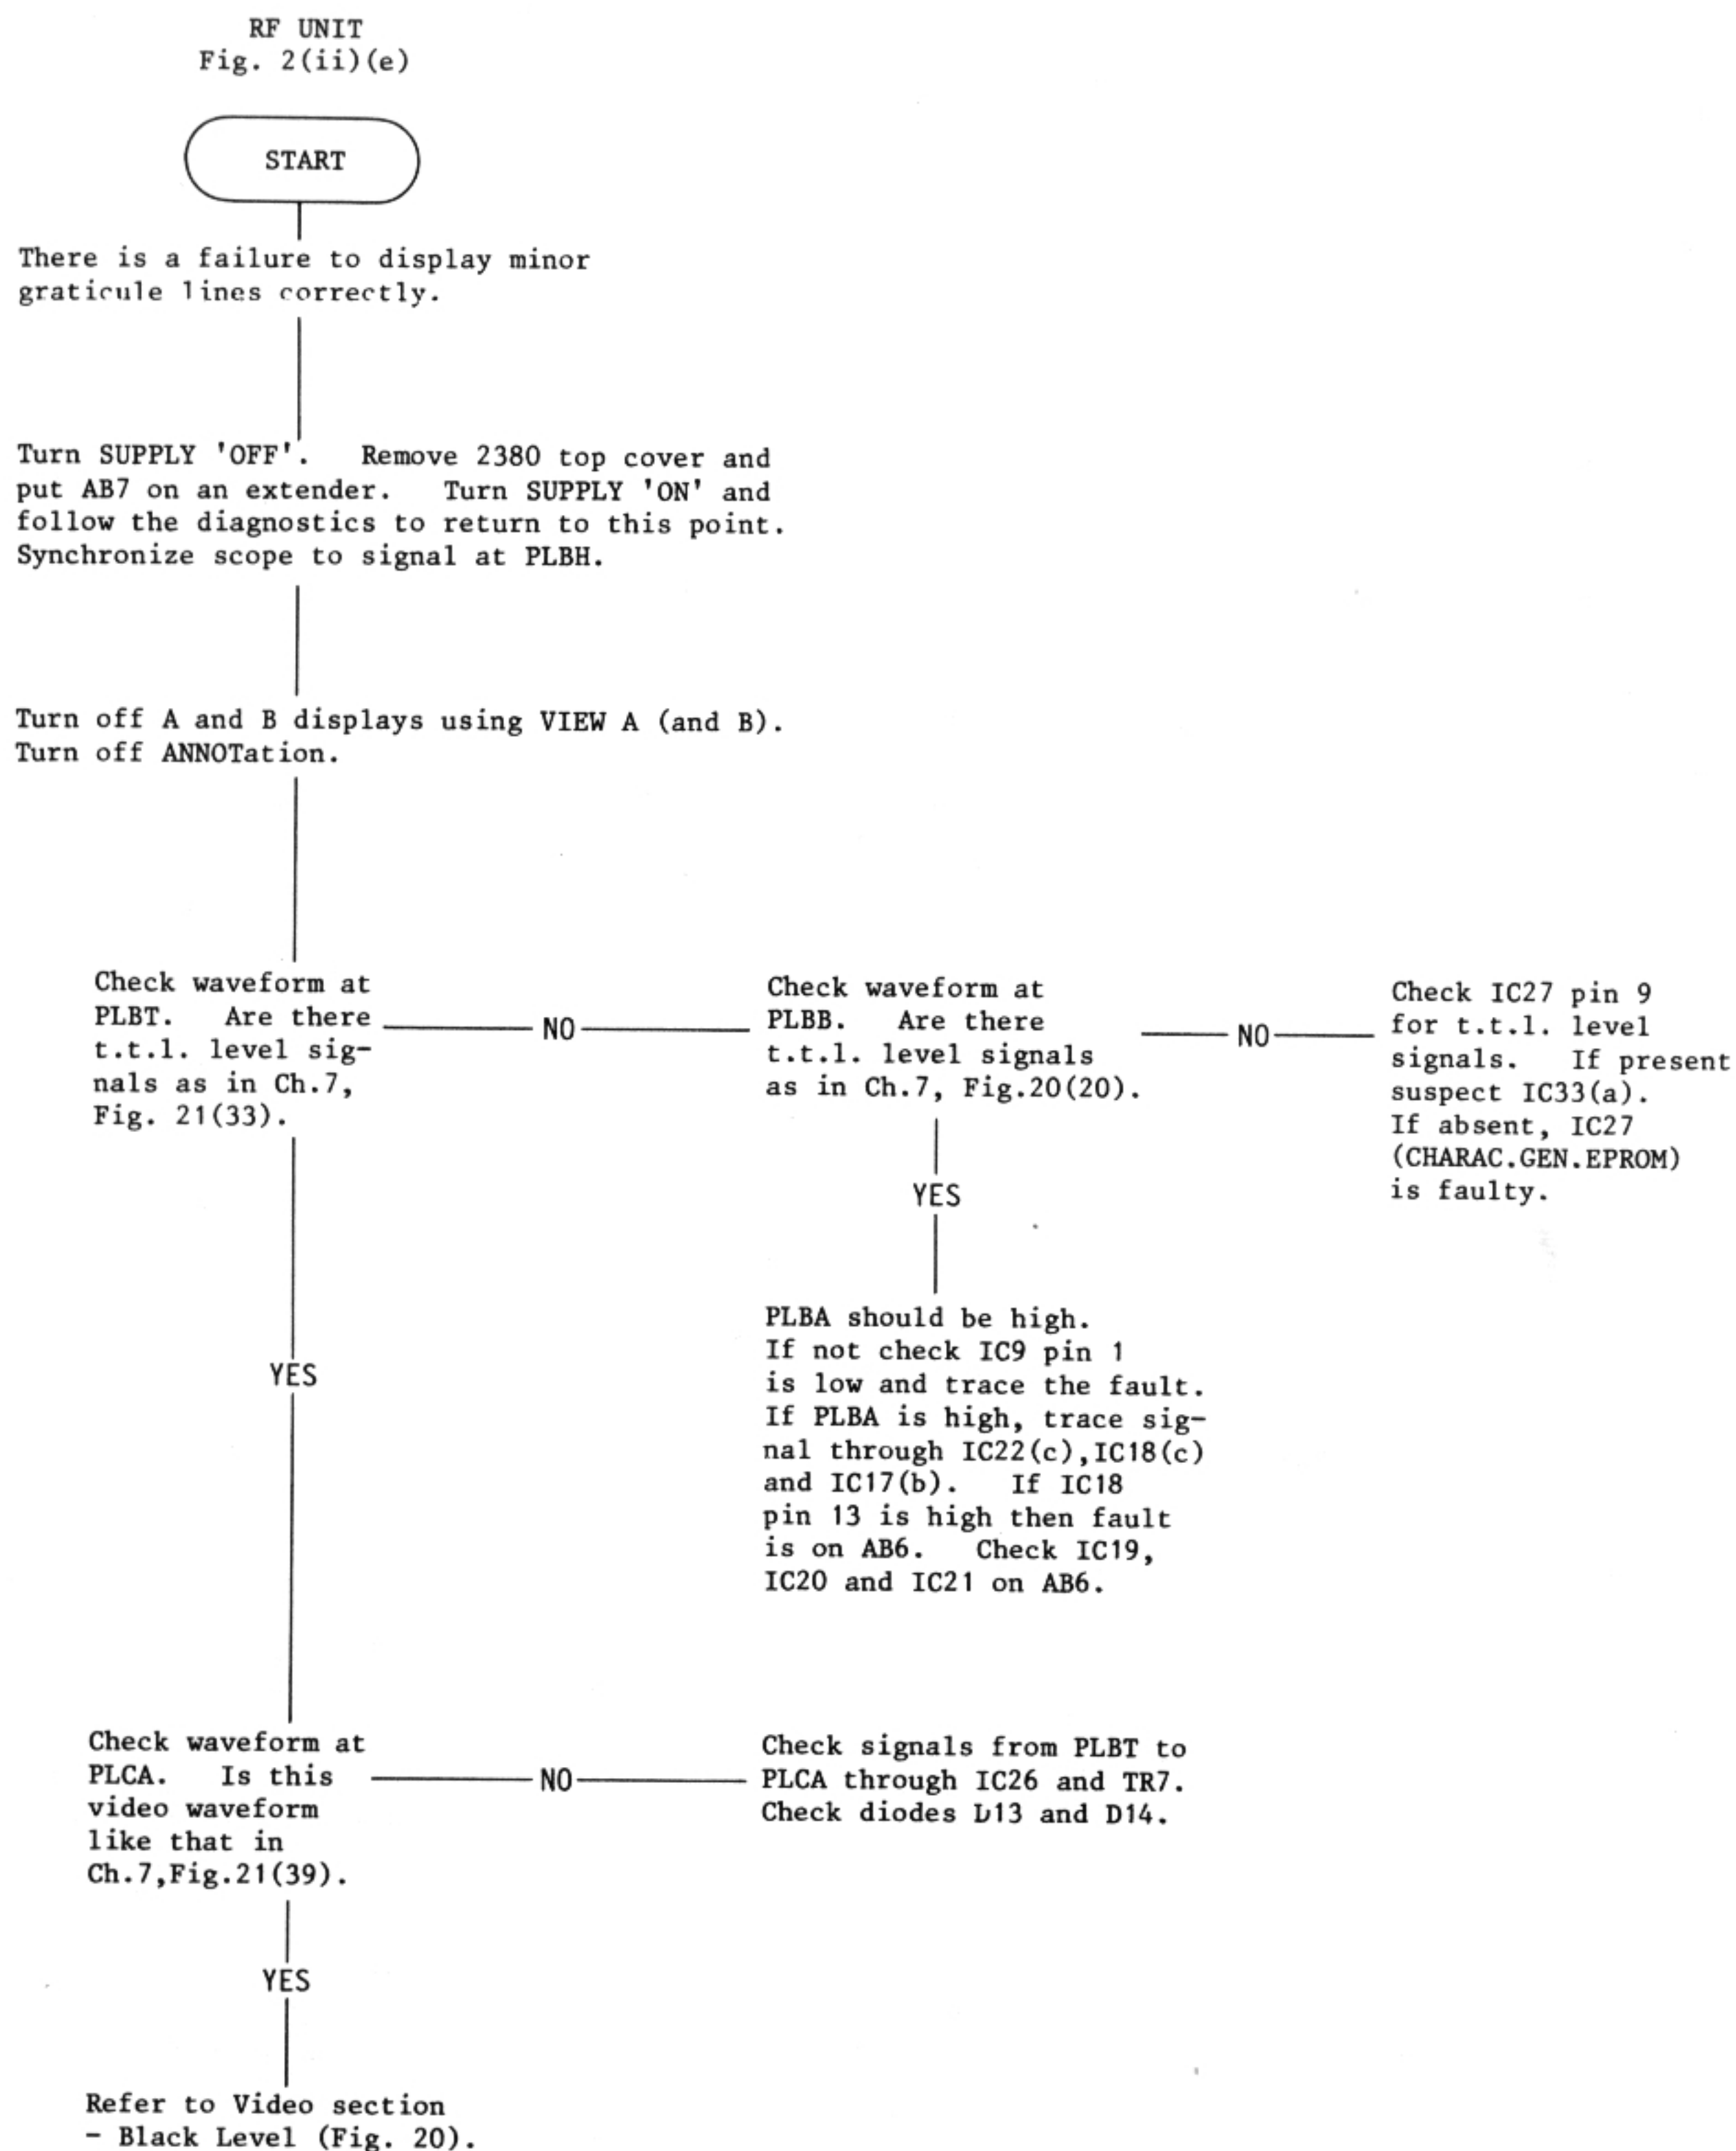 RF UNIT
Fig. 2(ii)(e)
START
There is a failure to display minor
graticule lines correctly.
Turn SUPPLY 'OFF'. Remove 2380 top cover and
put AB7 on an extender. Turn SUPPLY 'ON' and
follow the diagnostics to return to this point.
Synchronize scope to signal at PLBH.
Turn off A and B displays using VIEW A (and B).
Turn off ANNOTation.
Check waveform at
PLBT. Are there
t.t.l. level sig-
nals as in Ch.7,
Fig. 21(33).
NO
Check waveform at
PLBB. Are there
t.t.l. level signals
as in Ch.7, Fig.20(20).
NO
Check IC27 pin 9
for t.t.l. level
signals. If present
suspect IC33(a).
If absent, IC27
(CHARAC.GEN.EPROM)
is faulty.
YES
PLBA should be high.
If not check IC9 pin 1
is low and trace the fault.
If PLBA is high, trace sig-
nal through IC22(c),IC18(c)
and IC17(b). If IC18
pin 13 is high then fault
is on AB6. Check IC19,
IC20 and IC21 on AB6.
YES
Check waveform at
PLCA. Is this
video waveform
like that in
Ch.7,Fig.21(39).
NO
Check signals from PLBT to
PLCA through IC26 and TR7.
Check diodes D13 and D14.
YES
Refer to Video section
- Black Level (Fig. 20).